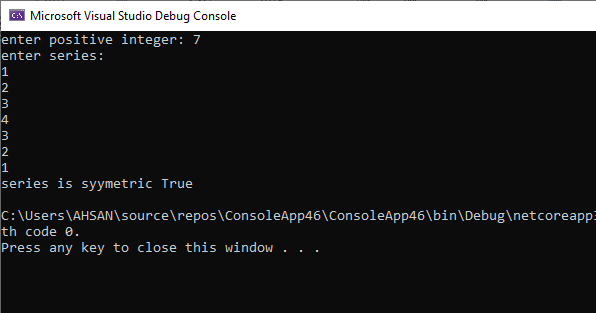 Microsoft Visual Studio Debug Console
enter positive integer: 7
enter series:
1
2
3
4
3
2
1
series is syymetric True
C:\Users\AHSAN\source\repos\ConsoleApp46\ConsoleApp46\bin\Debug\netcoreapp3
th code 0.
Press any key to close this window . . .